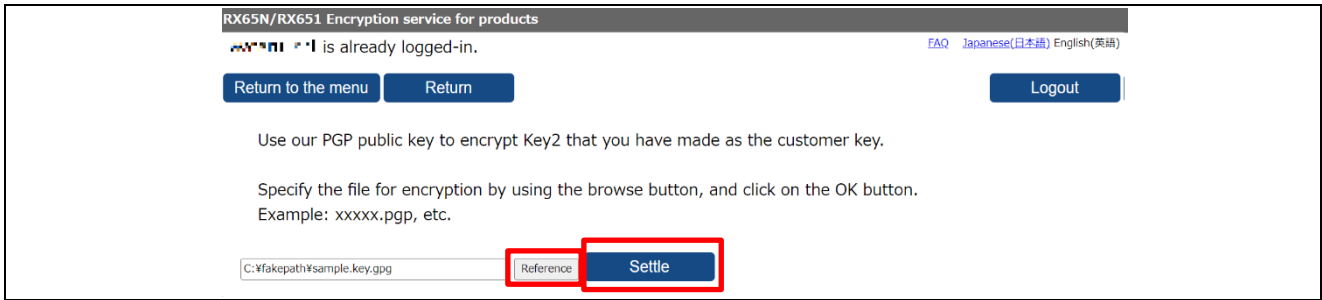 RX65N/RX651 Encryption service for products
is already logged-in.
FAQ Japanese(日本語) English(英語)
Return to the menu Return Logout
Use our PGP public key to encrypt Key2 that you have made as the customer key.
Specify the file for encryption by using the browse button, and click on the OK button.
Example: xxxxx.pgp, etc.
C:¥fakepath¥sample.key.gpg Reference Settle